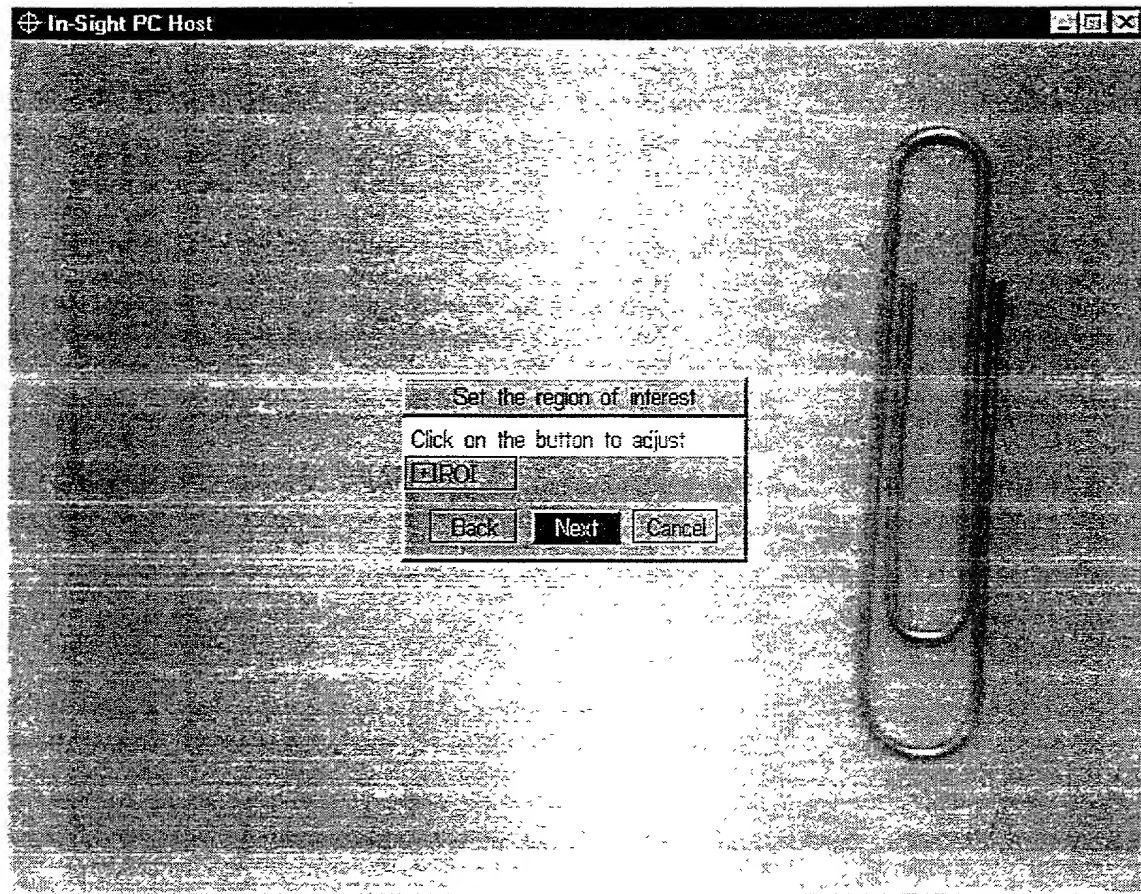 In-Sight PC Host
Set the region of interest
Click on the button to adjust
ROI
Back Next Cancel